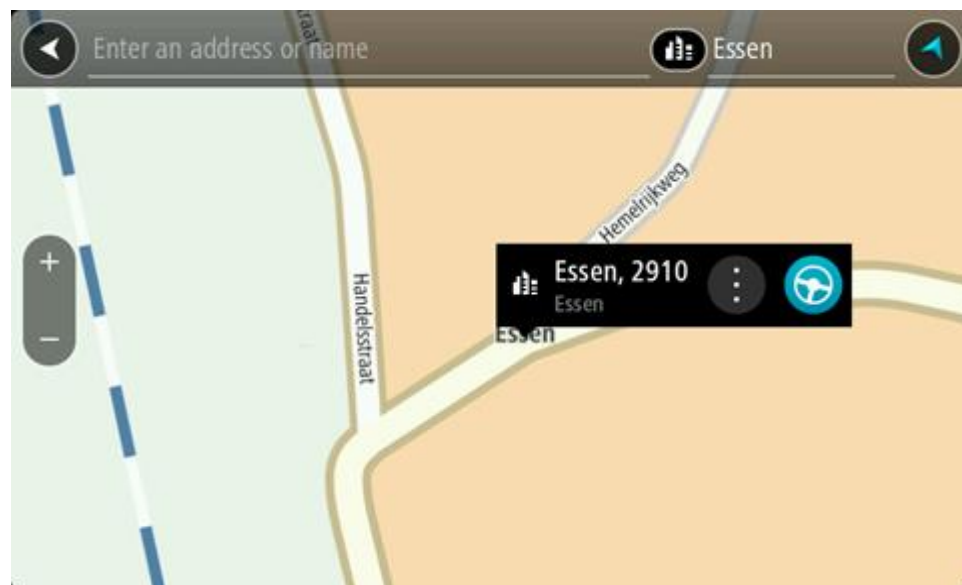 Enter an address or name
Essen
Hemelrijkweg
Essen, 2910
Essen
Essen
Handelsstraat